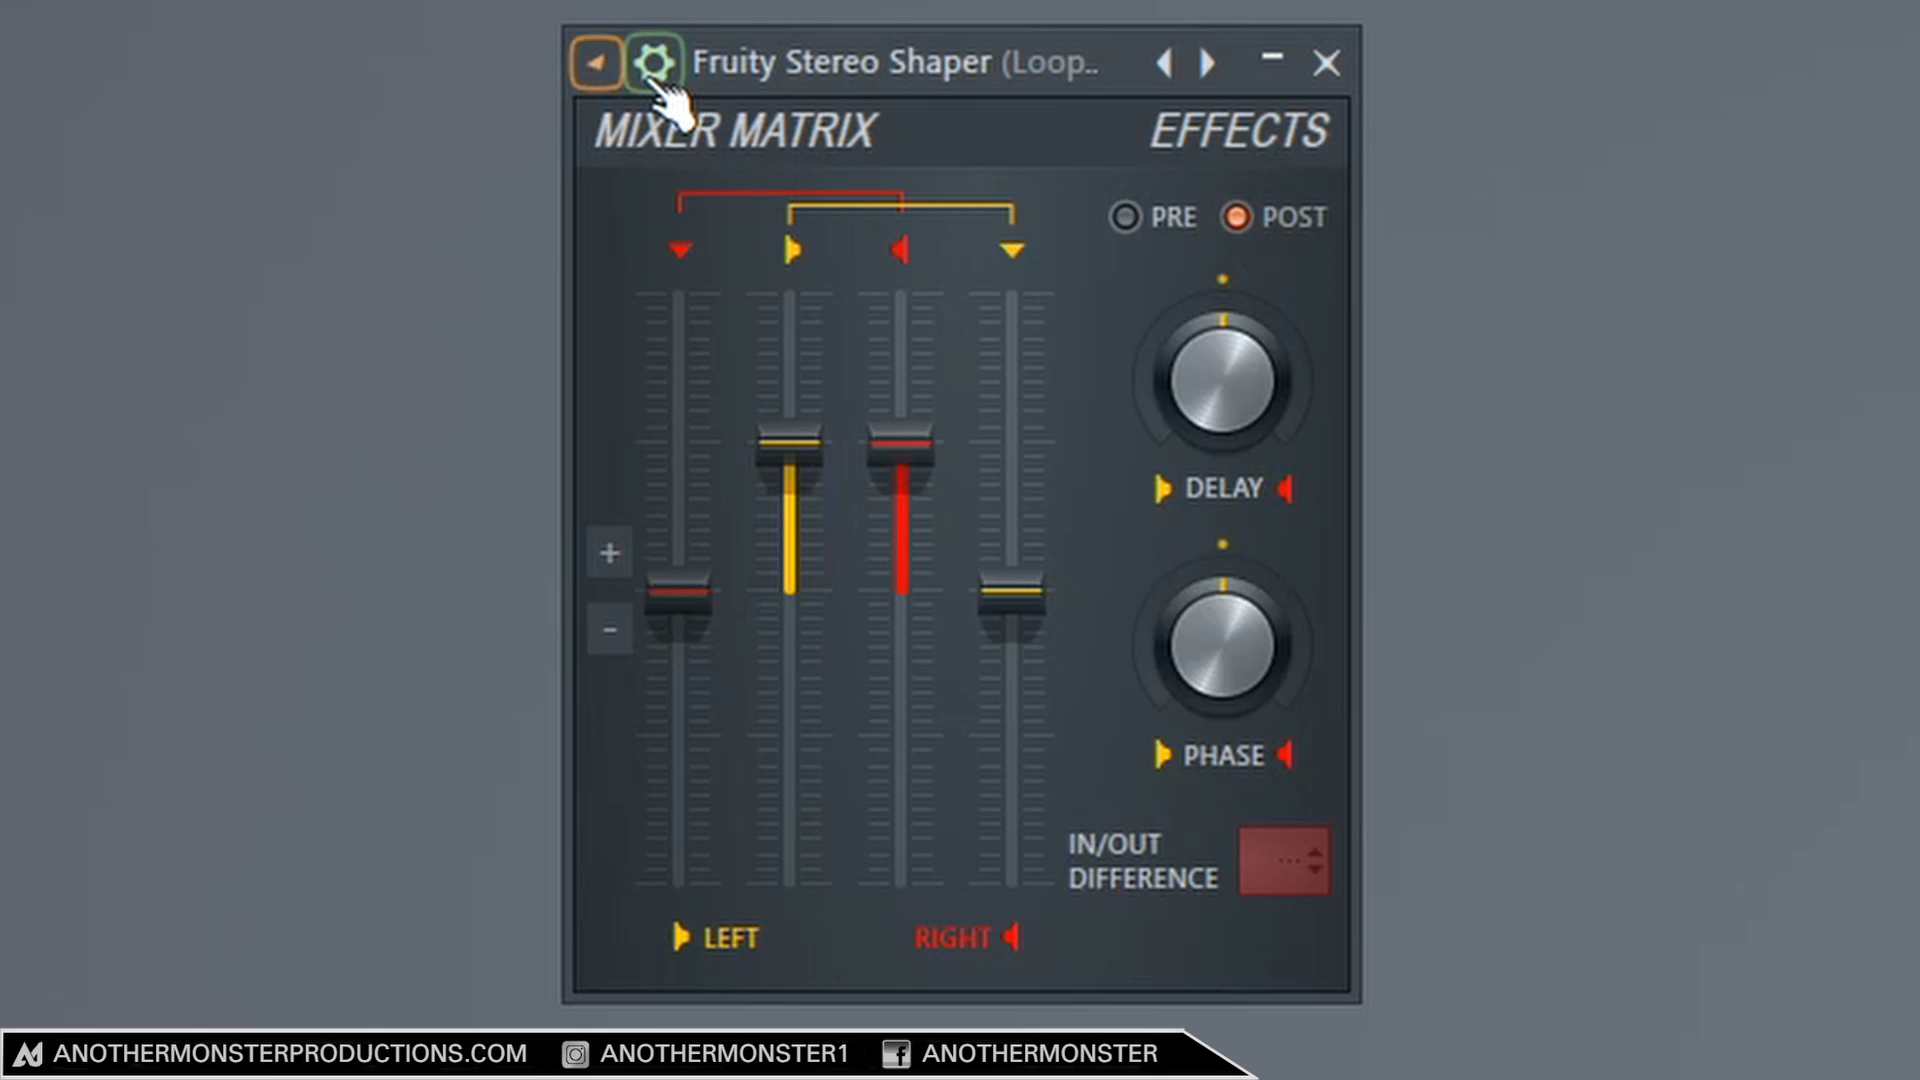 Fruity Stereo Shaper (Loop..
MIXER MATRIX
EFFECTS
PRE
POST
+
-
DELAY
PHASE
IN/OUT
DIFFERENCE
...
LEFT
RIGHT
ANOTHERMONSTERPRODUCTIONS.COM
ANOTHERMONSTER1
ANOTHERMONSTER